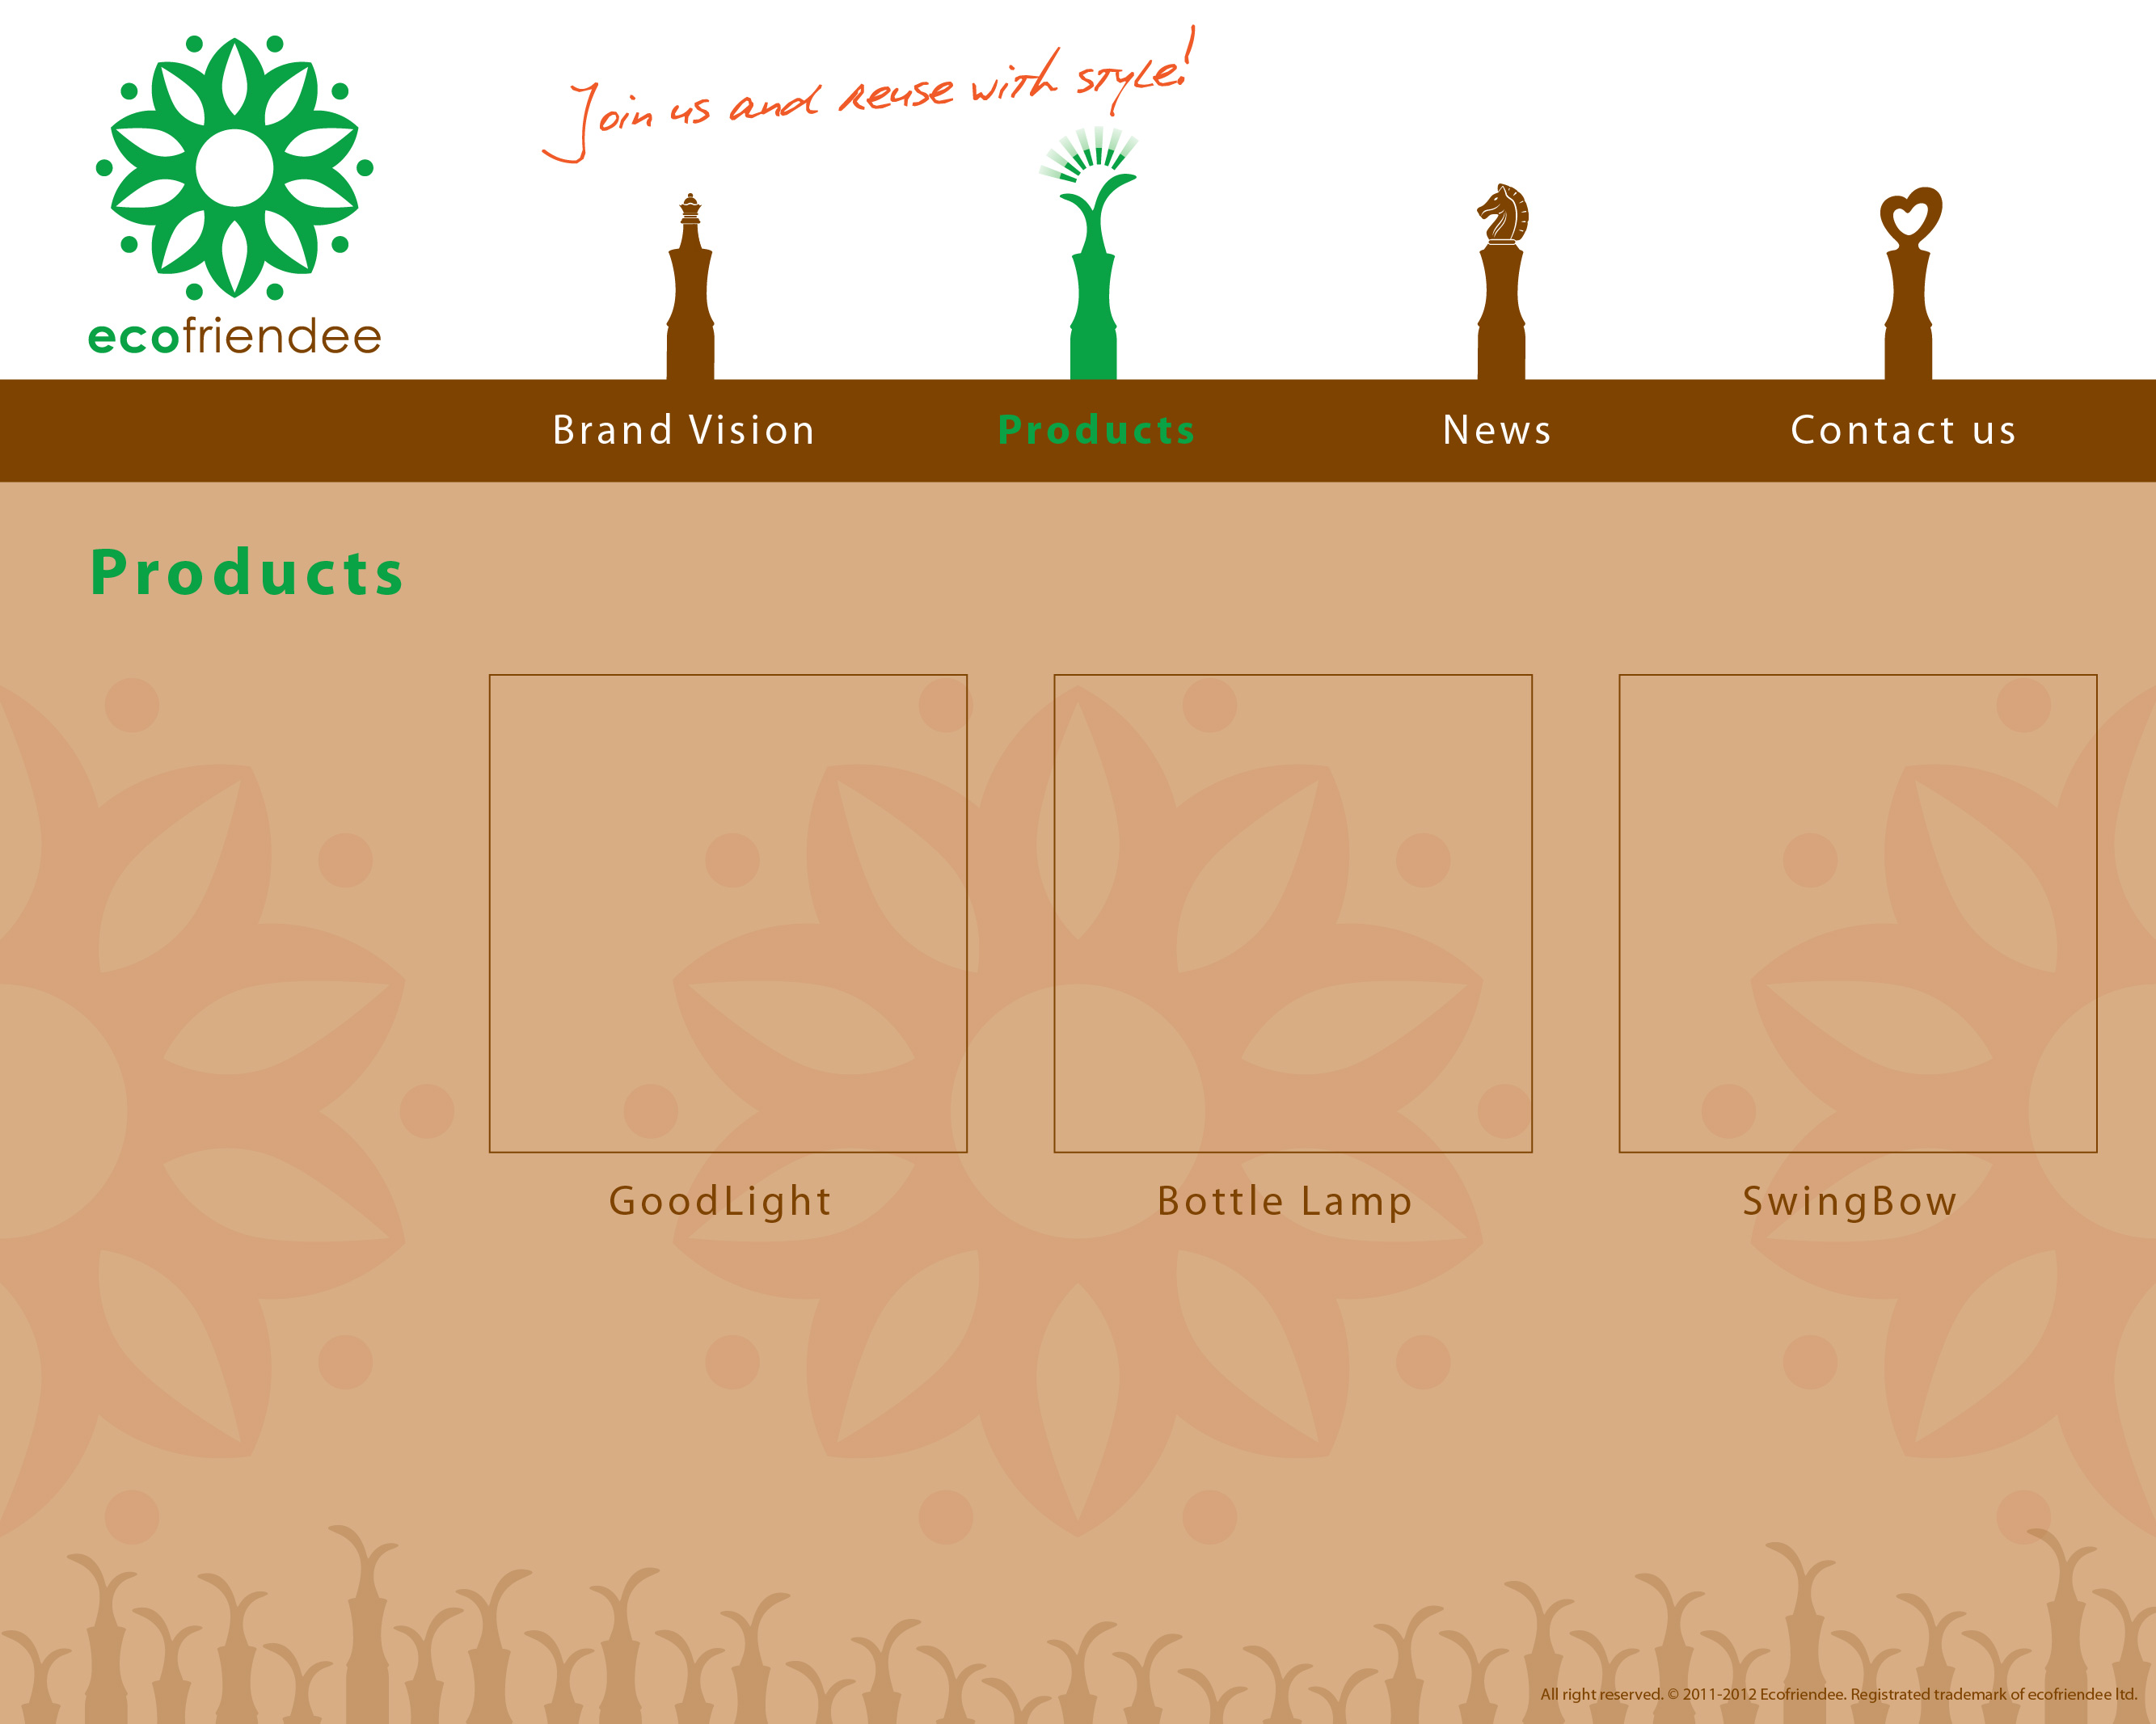 Join us and reuse with style!
ecofriendee
Brand Vision
Products
News
Contact us
Products
GoodLight
Bottle Lamp
SwingBow
All right reserved. © 2011-2012 Ecofriendee. Registrated trademark of ecofriendee ltd.